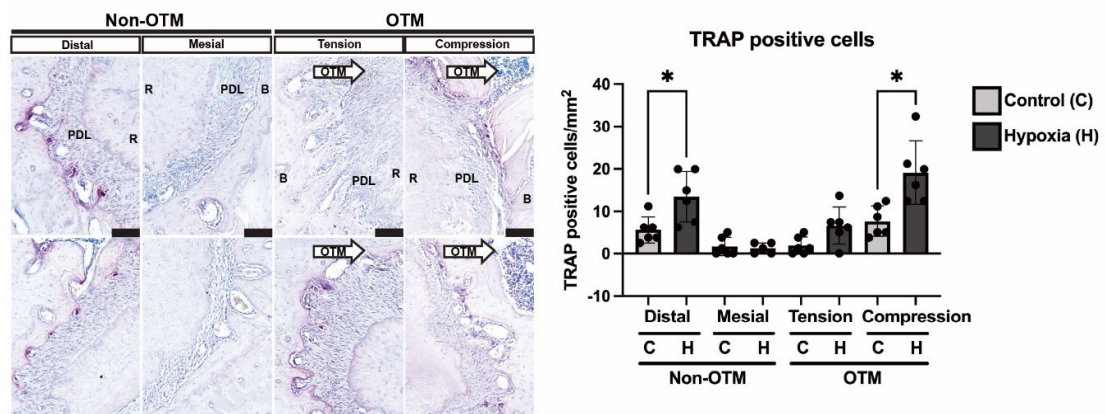 Non-OTM
OTM
Distal
Mesial
Tension
Compression
PDL
R
R
PDL
B
OTM
B
PDL
R
OTM
R
PDL
B
OTM
OTM
TRAP positive cells
TRAP positive cells/mm²
40
30
20
10
0
-10
*
*
Control (C)
Hypoxia (H)
Distal Mesial Tension Compression
C H C H C H C H
Non-OTM OTM